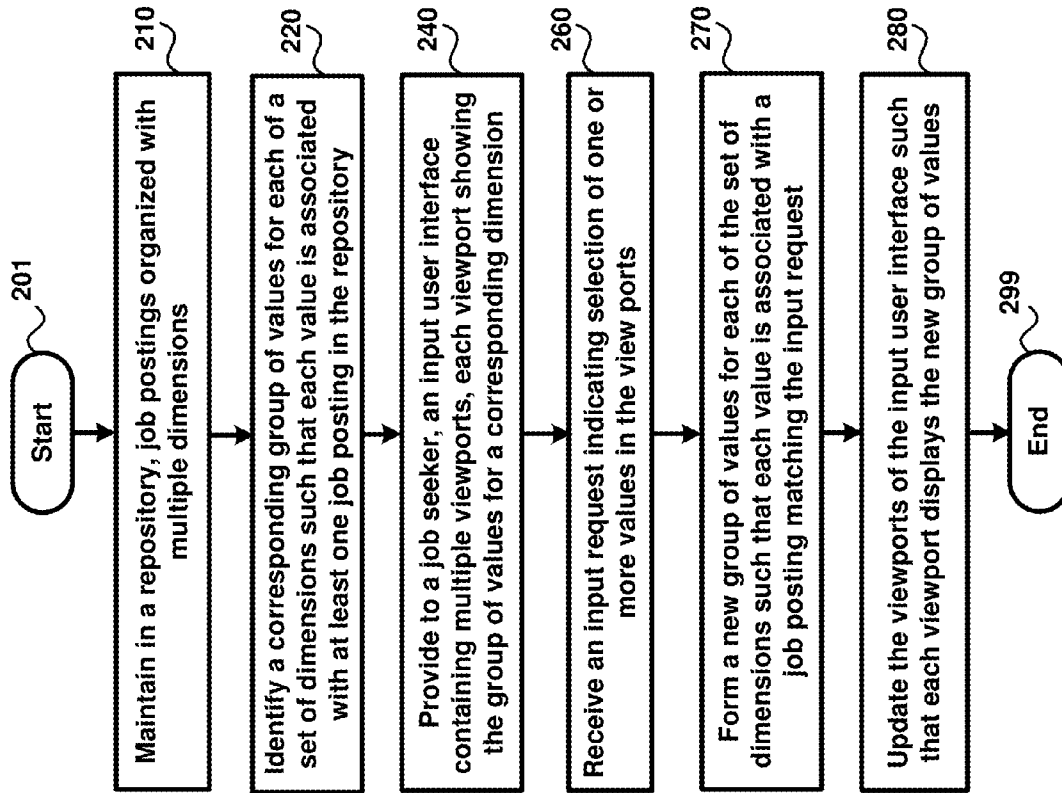 201
Start
210
Maintain in a repository, job postings organized with
multiple dimensions
220
Identify a corresponding group of values for each of a
set of dimensions such that each value is associated
with at least one job posting in the repository
240
Provide to a job seeker, an input user interface
containing multiple viewports, each viewport showing
the group of values for a corresponding dimension
260
Receive an input request indicating selection of one or
more values in the view ports
270
Form a new group of values for each of the set of
dimensions such that each value is associated with a
job posting matching the input request
280
Update the viewports of the input user interface such
that each viewport displays the new group of values
299
End